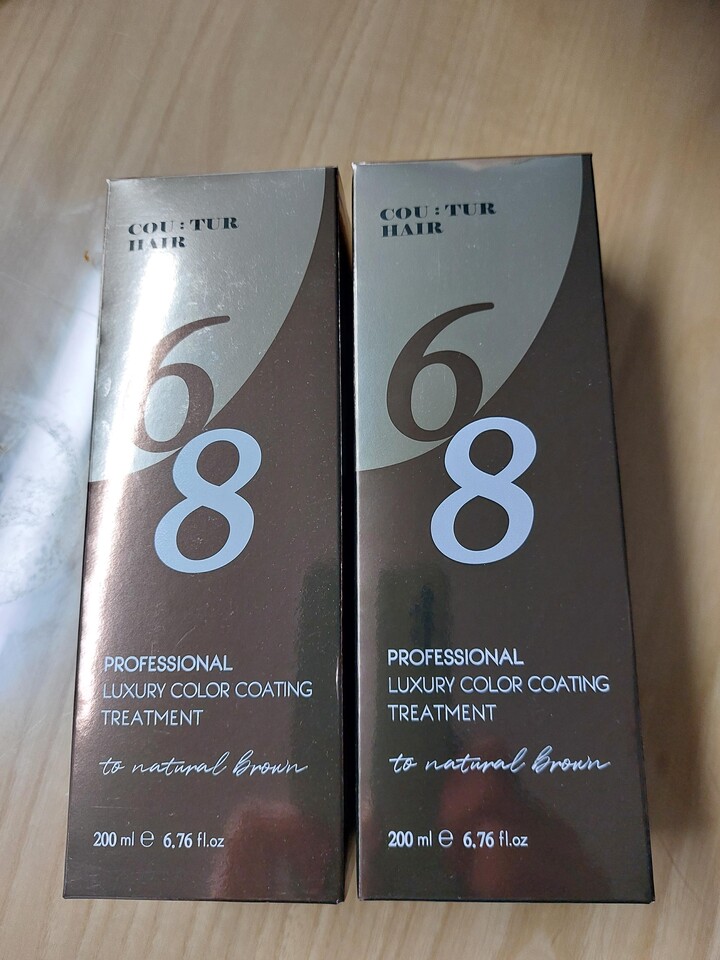 COU:TUR
HAIR
6
8
PROFESSIONAL
LUXURY COLOR COATING
TREATMENT
to natural brown
200 ml ℮ 6.76 fl.oz
COU:TUR
HAIR
6
8
PROFESSIONAL
LUXURY COLOR COATING
TREATMENT
to natural brown
200 ml ℮ 6.76 fl.oz